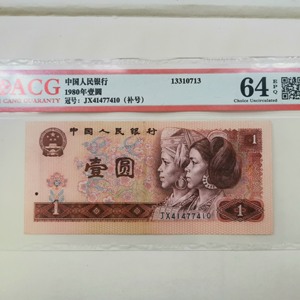 ACG
中国人民银行
1980年壹圆
冠号：JX41477410（补号）
13310713
64
EPQ
Choice Uncirculated
中国人民银行
1
壹圆
1
JX41477410
1